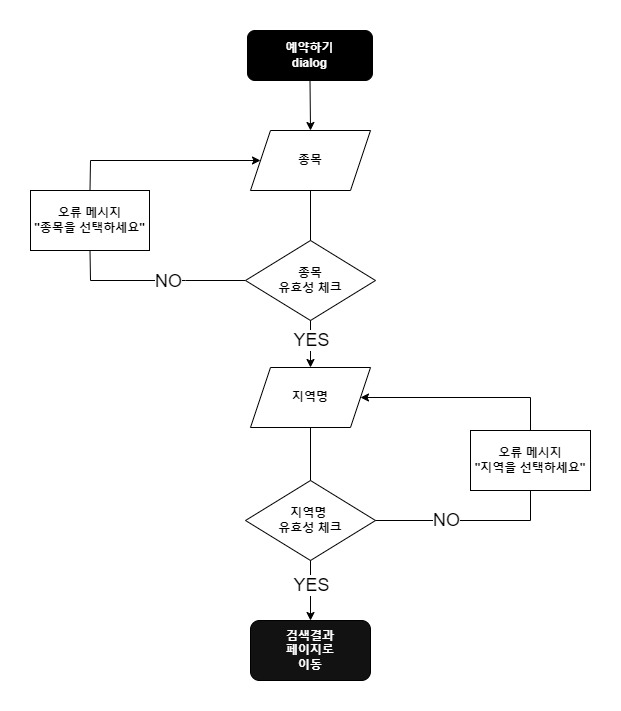 예약하기
dialog
종목
오류 메시지
"종목을 선택하세요"
종목
유효성 체크
NO
YES
지역명
오류 메시지
"지역을 선택하세요"
지역명
유효성 체크
NO
YES
검색결과
페이지로
이동